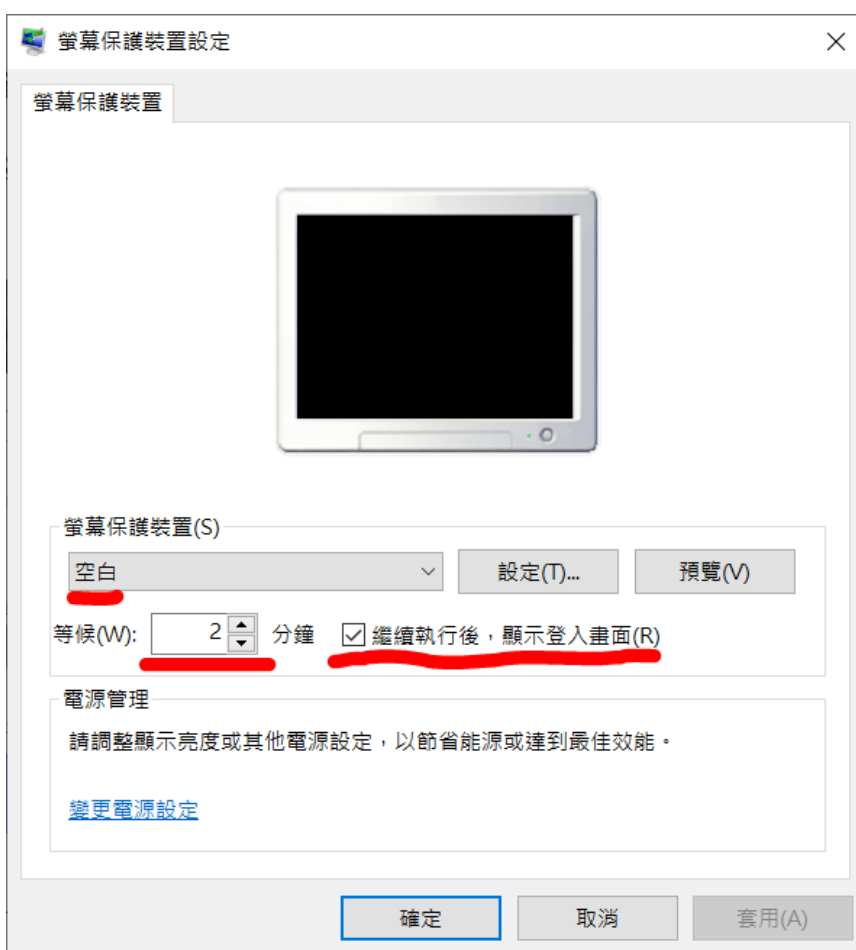 螢幕保護裝置設定
螢幕保護裝置
螢幕保護裝置(S)
空白 設定(T)... 預覽(V)
等候(W): 2 分鐘 繼續執行後，顯示登入畫面(R)
電源管理
請調整顯示亮度或其他電源設定，以節省能源或達到最佳效能。
變更電源設定
確定 取消 套用(A)